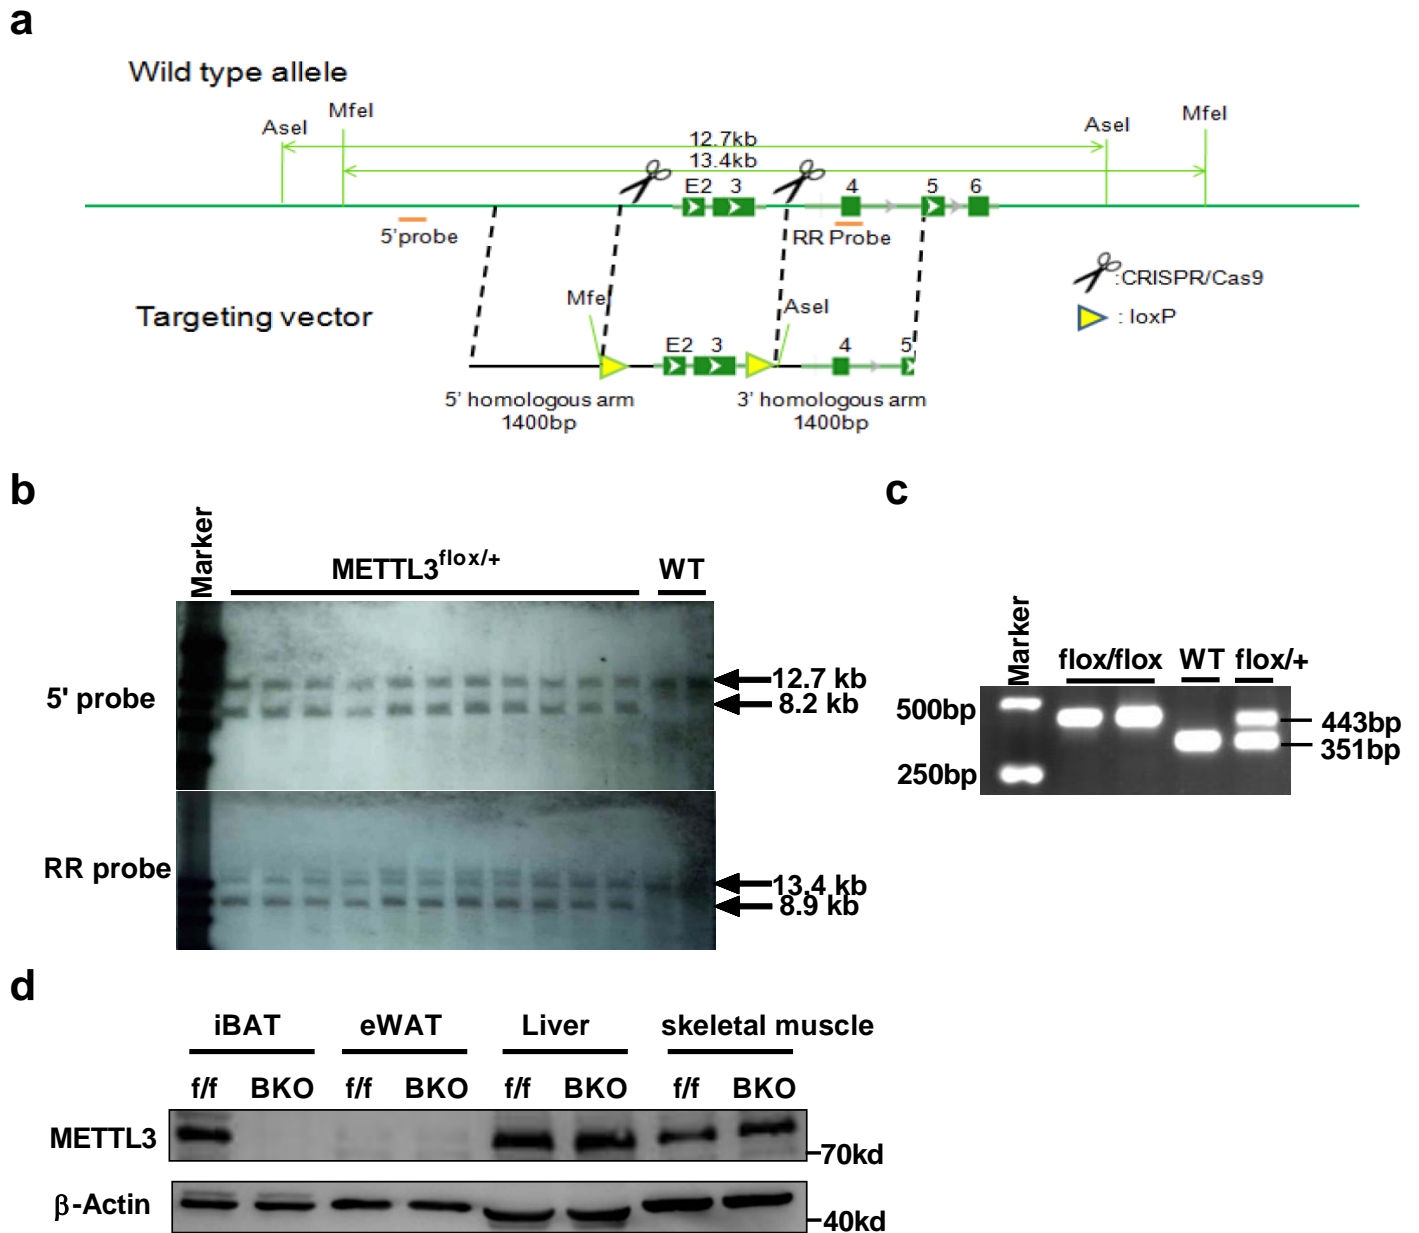 a
Wild type allele
AseI MfeI AseI MfeI
12.7kb
13.4kb
E2 3 4 5 6
5'probe RR Probe
:CRISPR/Cas9
: loxP
Targeting vector
MfeI AseI
E2 3 4 5
5' homologous arm 3' homologous arm
1400bp 1400bp
b
Marker
METTL3flox/+ WT
5' probe
12.7 kb
8.2 kb
RR probe
13.4 kb
8.9 kb
c
Marker
flox/flox WT flox/+
500bp
443bp
351bp
250bp
d
iBAT eWAT Liver skeletal muscle
f/f BKO f/f BKO f/f BKO f/f BKO
METTL3
70kd
β-Actin
40kd